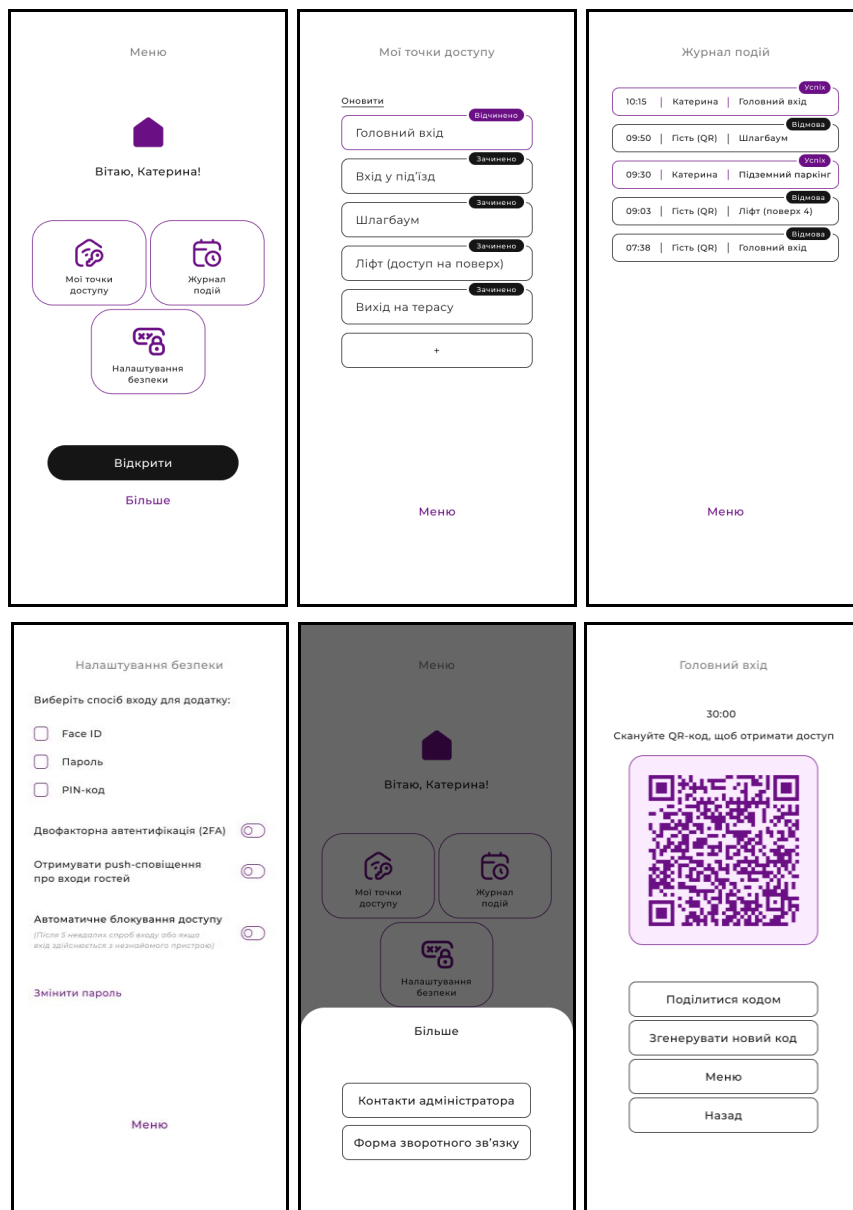 Меню
Вітаю, Катерина!
Мої точки
доступу
Журнал
подій
Налаштування
безпеки
Відкрити
Більше
Мої точки доступу
Оновити
Відчинено
Головний вхід
Зачинено
Вхід у під'їзд
Зачинено
Шлагбаум
Зачинено
Ліфт (доступ на поверх)
Зачинено
Вихід на терасу
+
Меню
Журнал подій
Успіх
10:15 | Катерина | Головний вхід
Відмова
09:50 | Гість (QR) | Шлагбаум
Успіх
09:30 | Катерина | Підземний паркінг
Відмова
09:03 | Гість (QR) | Ліфт (поверх 4)
Відмова
07:38 | Гість (QR) | Головний вхід
Меню
Налаштування безпеки
Виберіть спосіб входу для додатку:
Face ID
Пароль
PIN-код
Двофакторна автентифікація (2FA)
Отримувати push-сповіщення
про входи гостей
Автоматичне блокування доступу
(Після 5 невдалих спроб входу або якщо
вхід здійснюється з незнайомого пристрою)
Змінити пароль
Меню
Меню
Вітаю, Катерина!
Мої точки
доступу
Журнал
подій
Налаштування
безпеки
Більше
Контакти адміністратора
Форма зворотного зв'язку
Головний вхід
30:00
Скануйте QR-код, щоб отримати доступ
Поділитися кодом
Згенерувати новий код
Меню
Назад